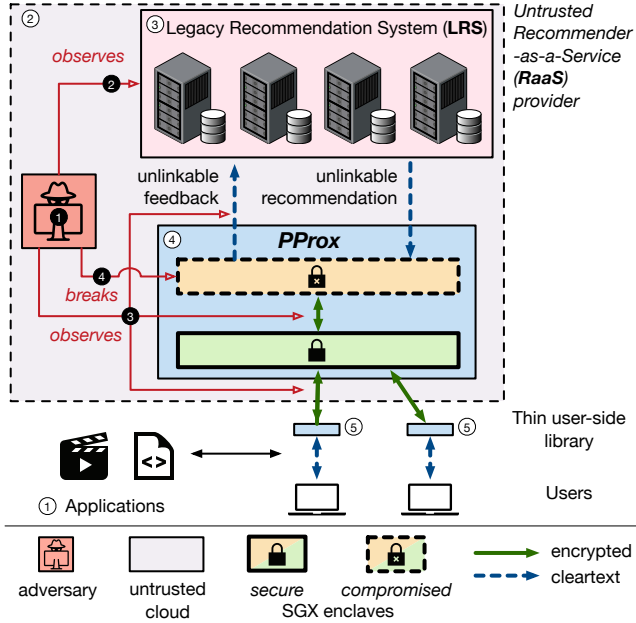 ②
③ Legacy Recommendation System (LRS)
Untrusted
Recommender
-as-a-Service
(RaaS)
provider
observes
2
1
unlinkable
feedback
unlinkable
recommendation
④
PProx
4
breaks
3
observes
⑤
⑤
Thin user-side
library
<>
① Applications
Users
adversary
untrusted
cloud
secure
compromised
SGX enclaves
encrypted
cleartext